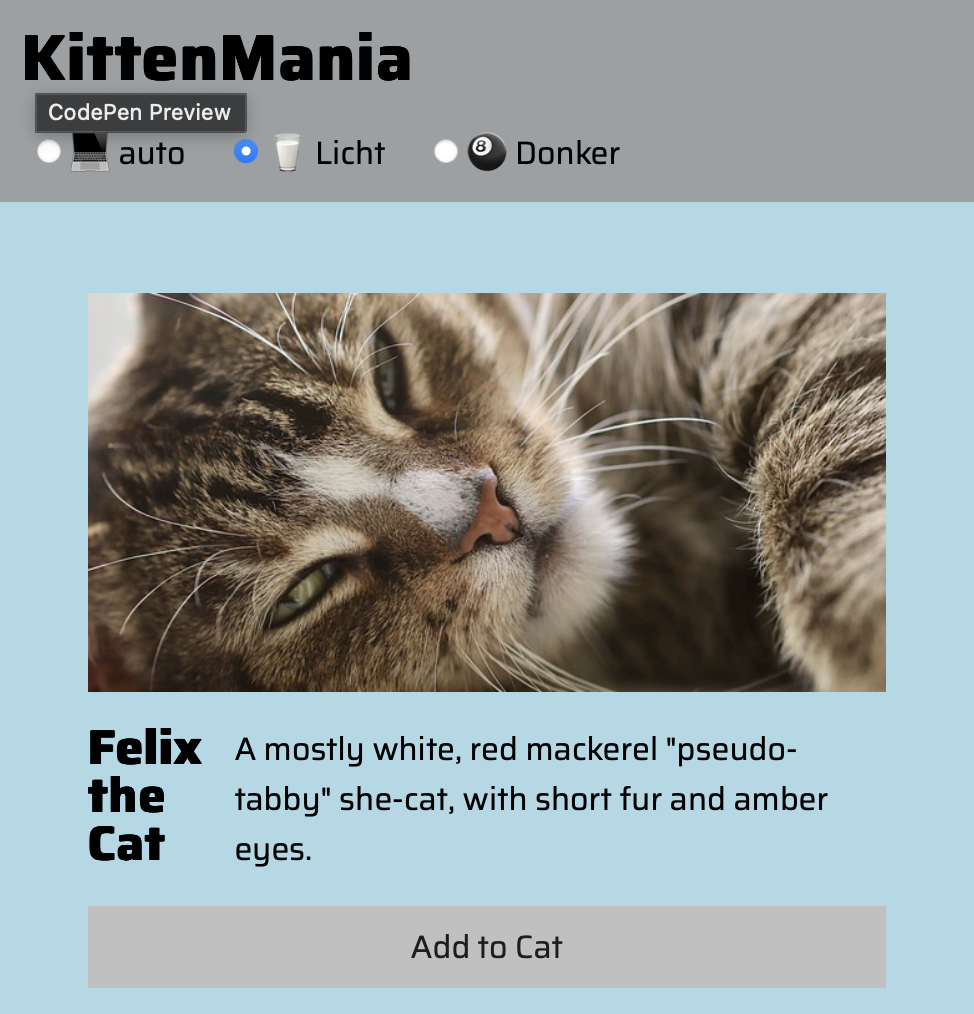 KittenMania
CodePen Preview
auto Licht 8 Donker
Felix
the
Cat
A mostly white, red mackerel "pseudo-
tabby" she-cat, with short fur and amber
eyes.
Add to Cat